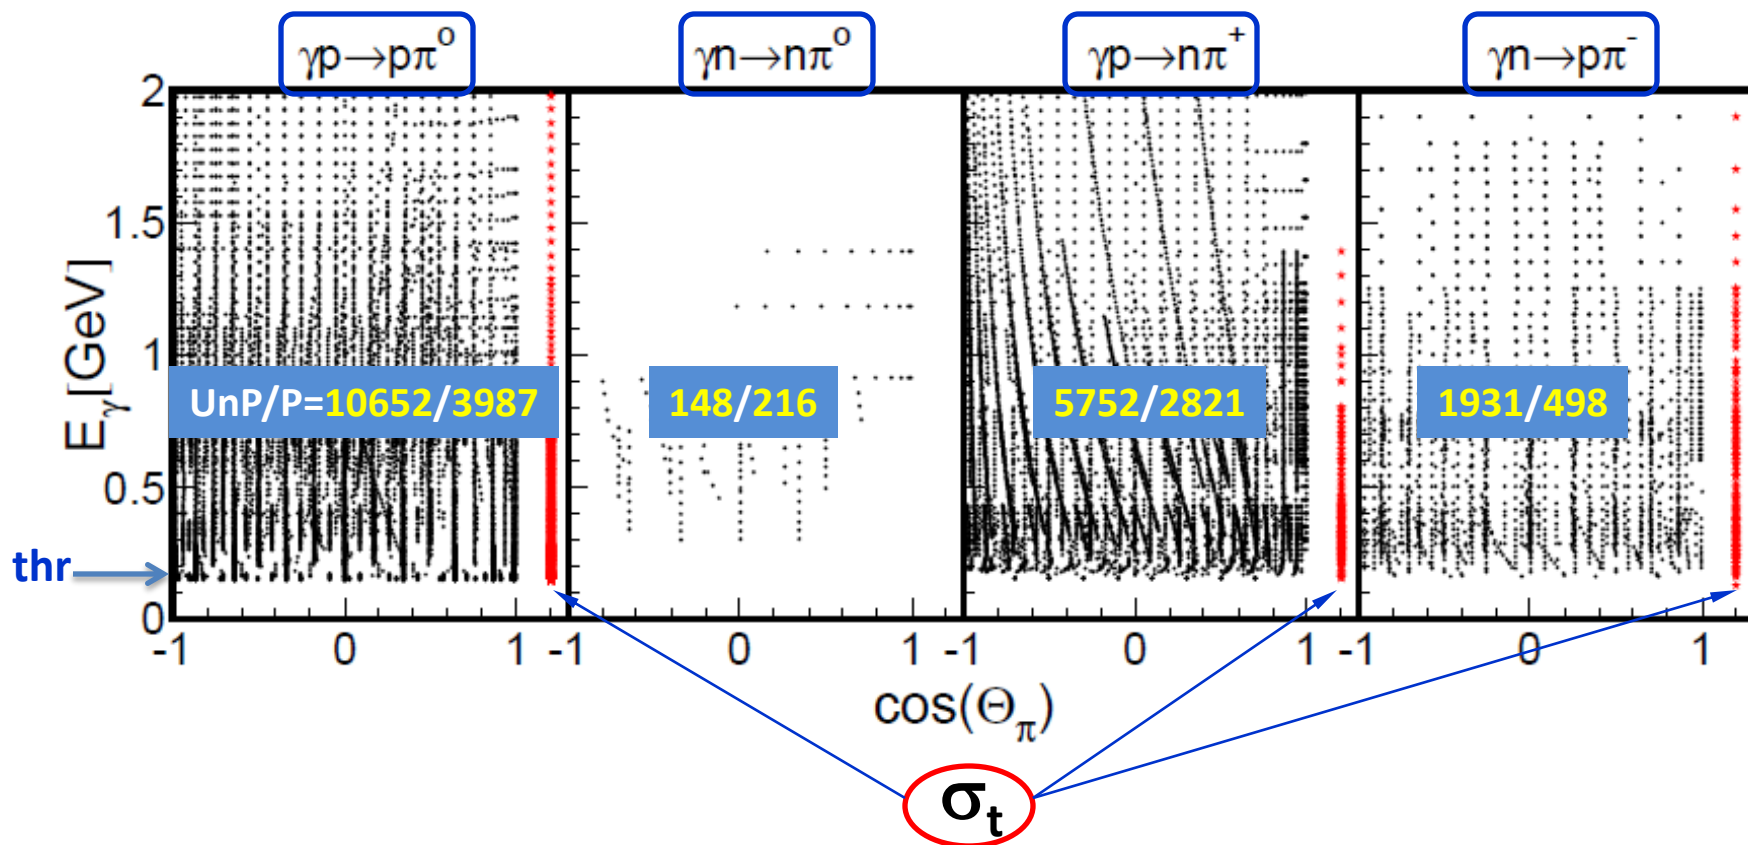 γp→pπ⁰ γn→nπ⁰ γp→nπ⁺ γn→pπ⁻
2
1.5
1
0.5
0
E_γ[GeV]
UnP/P=10652/3987 148/216 5752/2821 1931/498
thr
-1 0 1 -1 0 1 -1 0 1 -1 0 1
cos(Θ_π)
σ_t